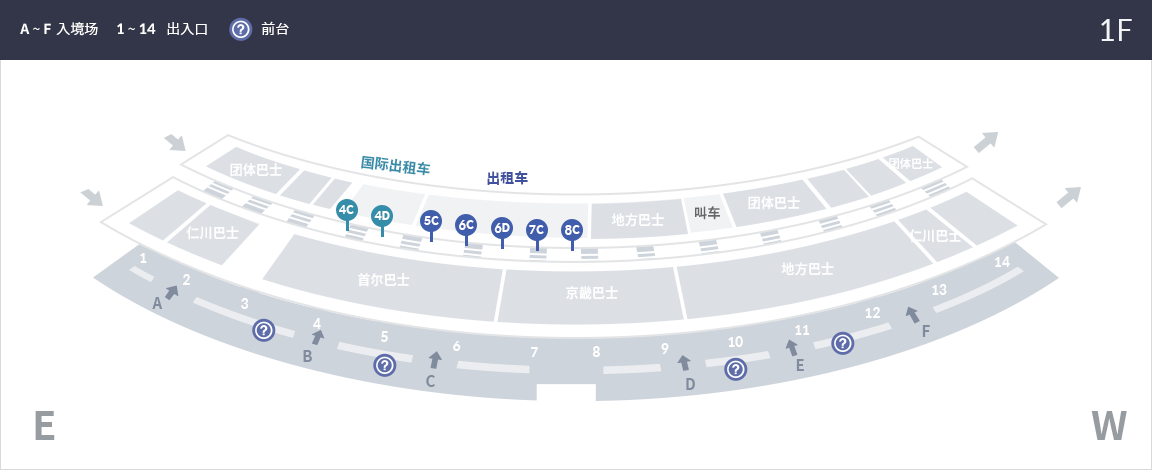 A ~ F 入境场 1 ~ 14 出入口 ? 前台 1F
国际出租车
出租车
团体巴士
团体巴士
团体巴士
叫车
地方巴士
4C 4D 5C 6C 6D 7C 8C
仁川巴士
仁川巴士
首尔巴士
京畿巴士
地方巴士
1 2 3 4 5 6 7 8 9 10 11 12 13 14
? ? ? ?
A B C D E F
E W